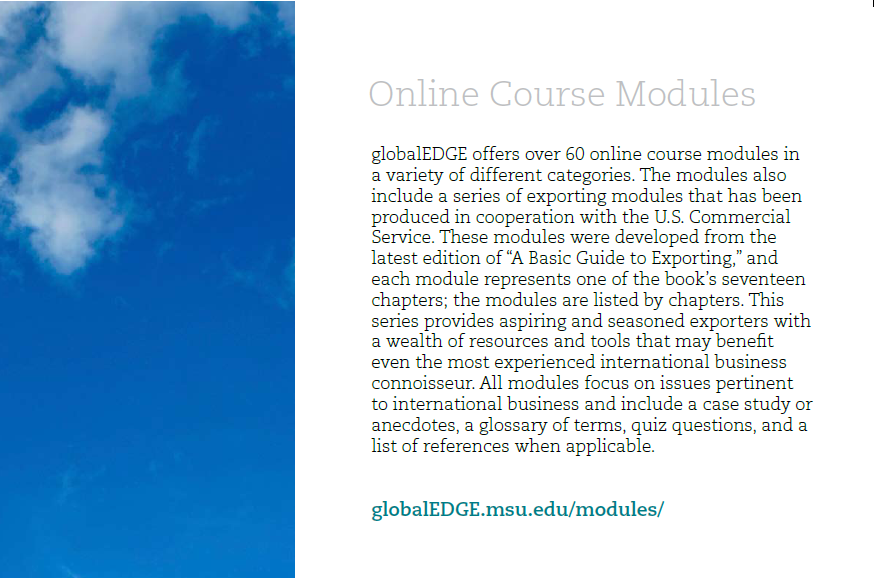 Online Course Modules
globalEDGE offers over 60 online course modules in
a variety of different categories. The modules also
include a series of exporting modules that has been
produced in cooperation with the U.S. Commercial
Service. These modules were developed from the
latest edition of “A Basic Guide to Exporting,” and
each module represents one of the book’s seventeen
chapters; the modules are listed by chapters. This
series provides aspiring and seasoned exporters with
a wealth of resources and tools that may benefit
even the most experienced international business
connoisseur. All modules focus on issues pertinent
to international business and include a case study or
anecdotes, a glossary of terms, quiz questions, and a
list of references when applicable.
globalEDGE.msu.edu/modules/